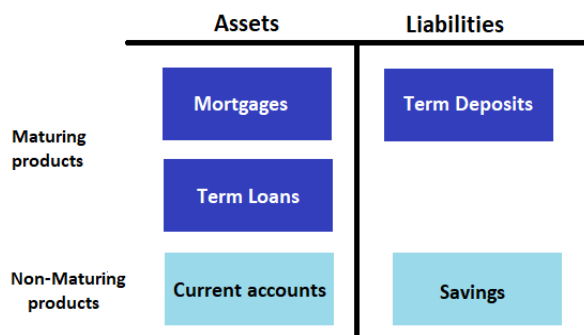 Assets
Liabilities
Maturing
products
Mortgages
Term Deposits
Term Loans
Non-Maturing
products
Current accounts
Savings